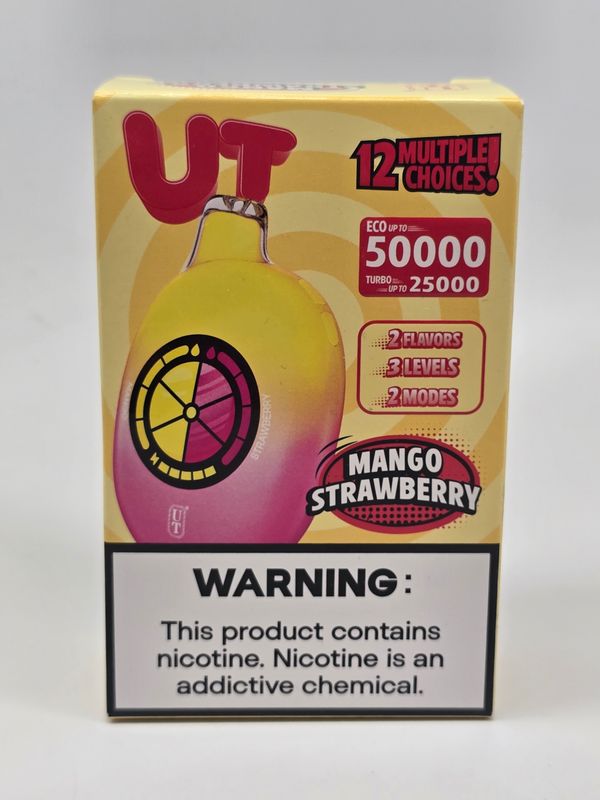 UT
12 MULTIPLE
CHOICES!
ECO UP TO
50000
TURBO
UP TO 25000
2 FLAVORS
3 LEVELS
2 MODES
STRAWBERRY
MANGO
STRAWBERRY
UT
WARNING:
This product contains
nicotine. Nicotine is an
addictive chemical.